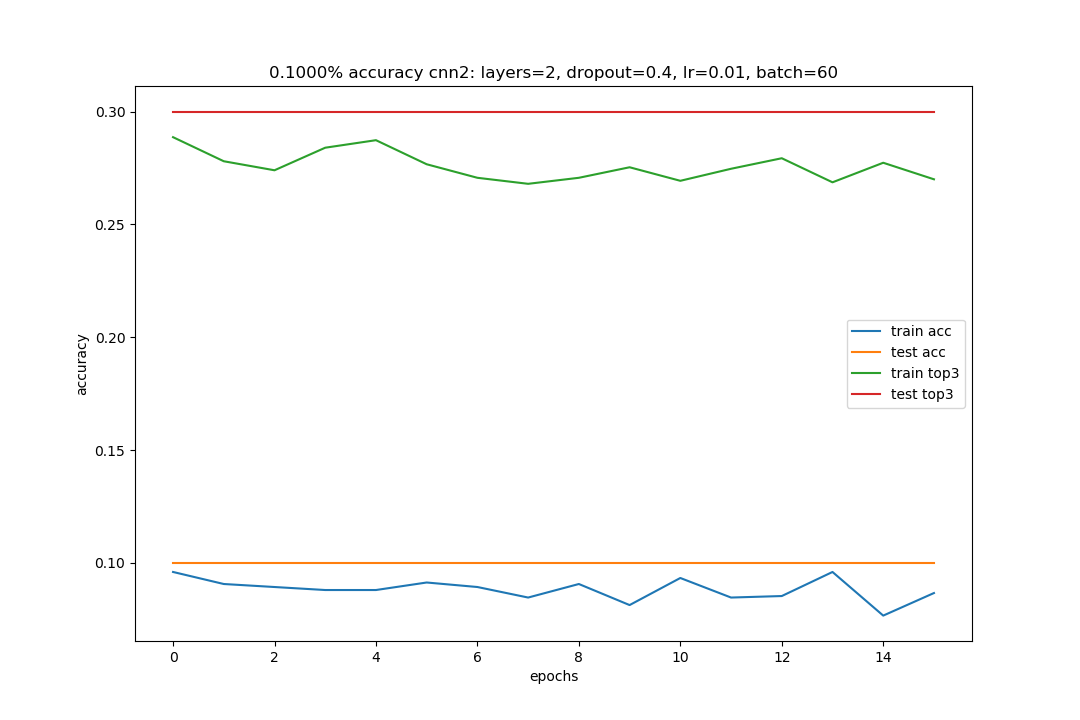 0.1000% accuracy cnn2: layers=2, dropout=0.4, lr=0.01, batch=60
0.30
0.25
0.20
0.15
0.10
accuracy
train acc
test acc
train top3
test top3
0 2 4 6 8 10 12 14
epochs